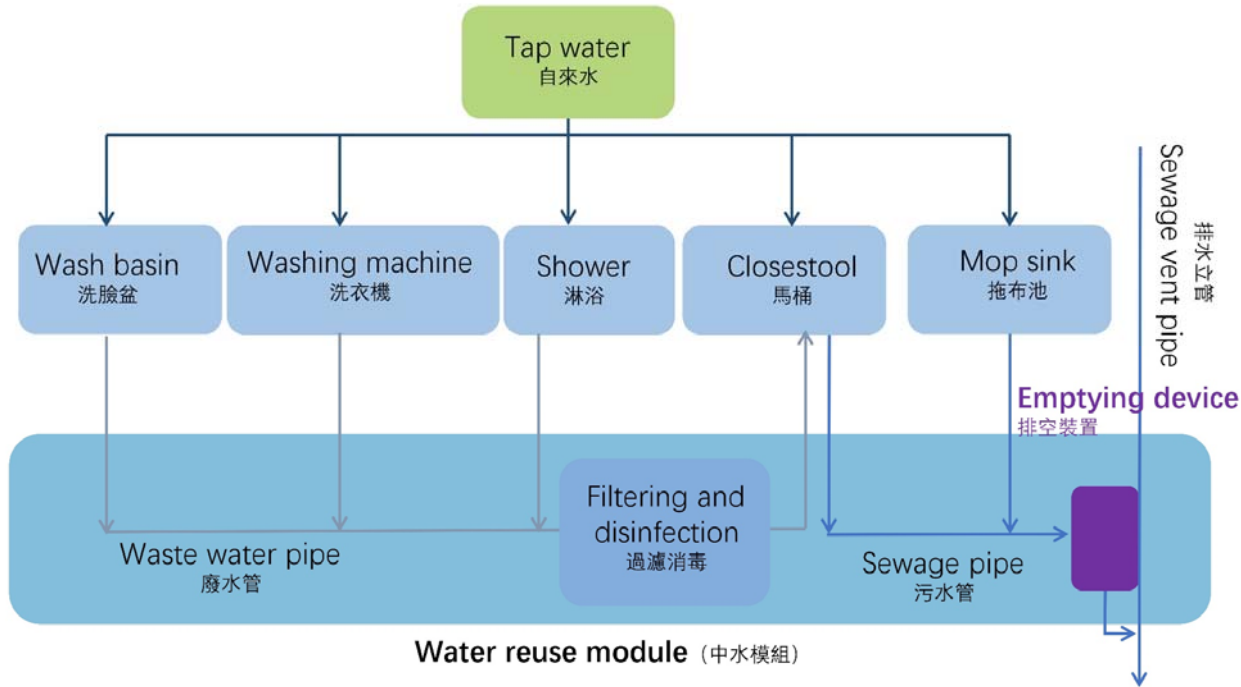 Tap water
自來水
Wash basin
洗臉盆
Washing machine
洗衣機
Shower
淋浴
Closestool
馬桶
Mop sink
拖布池
Sewage vent pipe
排水立管
Emptying device
排空裝置
Filtering and
disinfection
過濾消毒
Waste water pipe
廢水管
Sewage pipe
污水管
Water reuse module (中水模組)